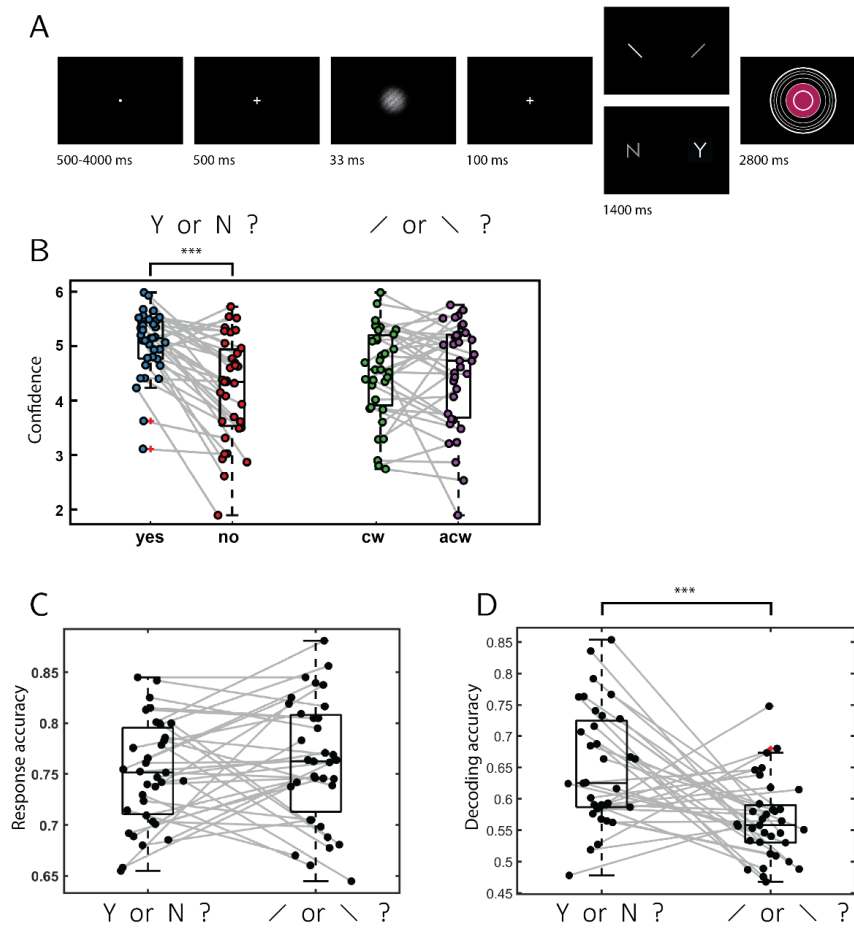 A
N Y
500-4000 ms 500 ms 33 ms 100 ms 1400 ms 2800 ms
Y or N ? / or \ ?
B
***
Confidence
6
5
4
3
2
yes no cw acw
C
Response accuracy
0.85
0.8
0.75
0.7
0.65
Y or N ? / or \ ?
D
***
Decoding accuracy
0.85
0.8
0.75
0.7
0.65
0.6
0.55
0.5
0.45
Y or N ? / or \ ?